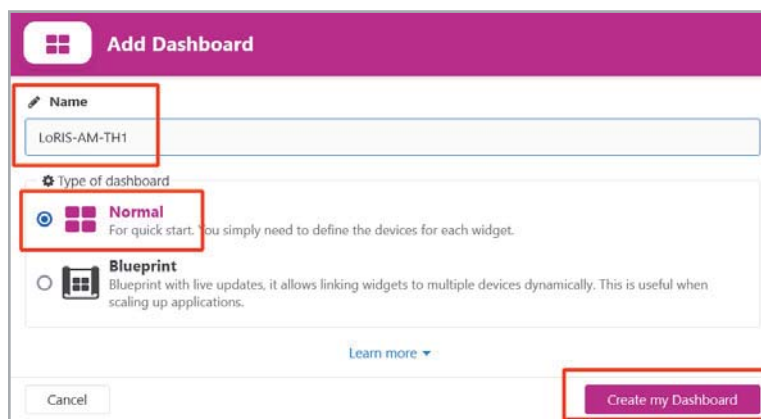 Add Dashboard
Name
LoRIS-AM-TH1
Type of dashboard
Normal
For quick start. You simply need to define the devices for each widget.
Blueprint
Blueprint with live updates, it allows linking widgets to multiple devices dynamically. This is useful when
scaling up applications.
Learn more
Cancel
Create my Dashboard